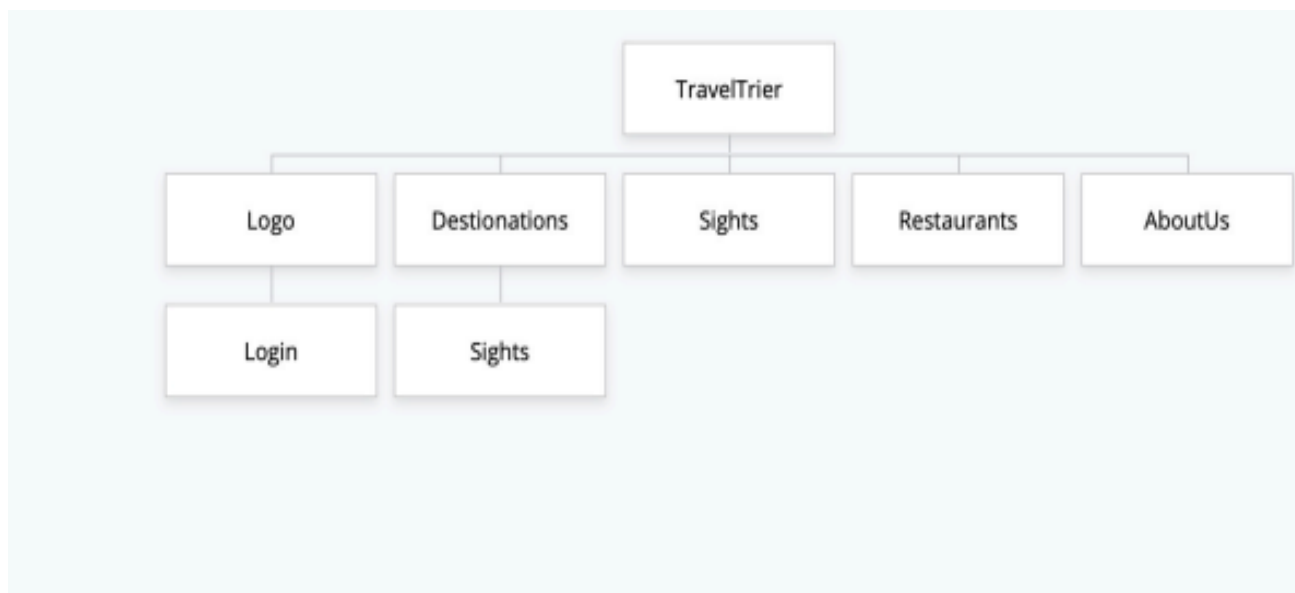 TravelTrier
Logo
Destionations
Sights
Restaurants
AboutUs
Login
Sights